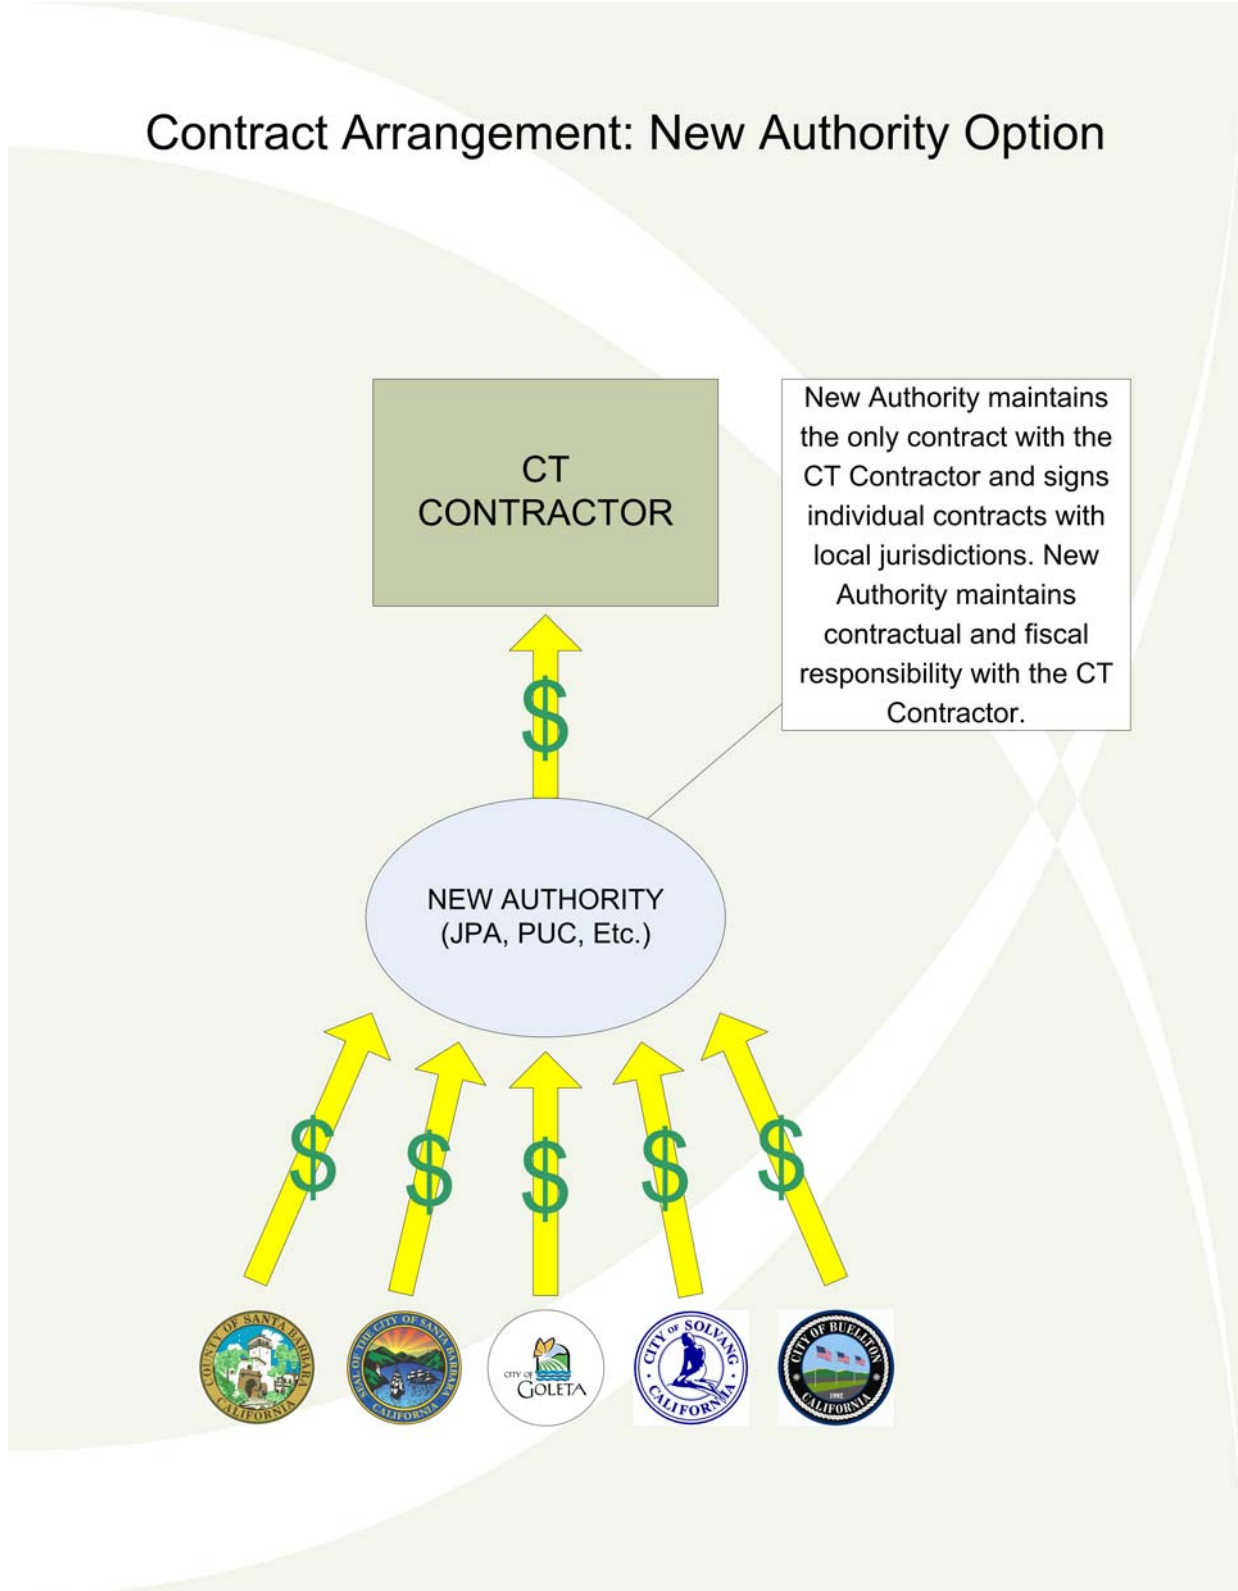 Contract Arrangement: New Authority Option
CT
CONTRACTOR
New Authority maintains
the only contract with the
CT Contractor and signs
individual contracts with
local jurisdictions. New
Authority maintains
contractual and fiscal
responsibility with the CT
Contractor.
$
NEW AUTHORITY
(JPA, PUC, Etc.)
$ $ $ $ $
COUNTY OF SANTA BARBARA
CALIFORNIA
SEAL OF THE CITY OF SANTA BARBARA
CALIFORNIA
CITY OF
GOLETA
CITY OF SOLVANG
CALIFORNIA
CITY OF BUELLTON
1992
CALIFORNIA